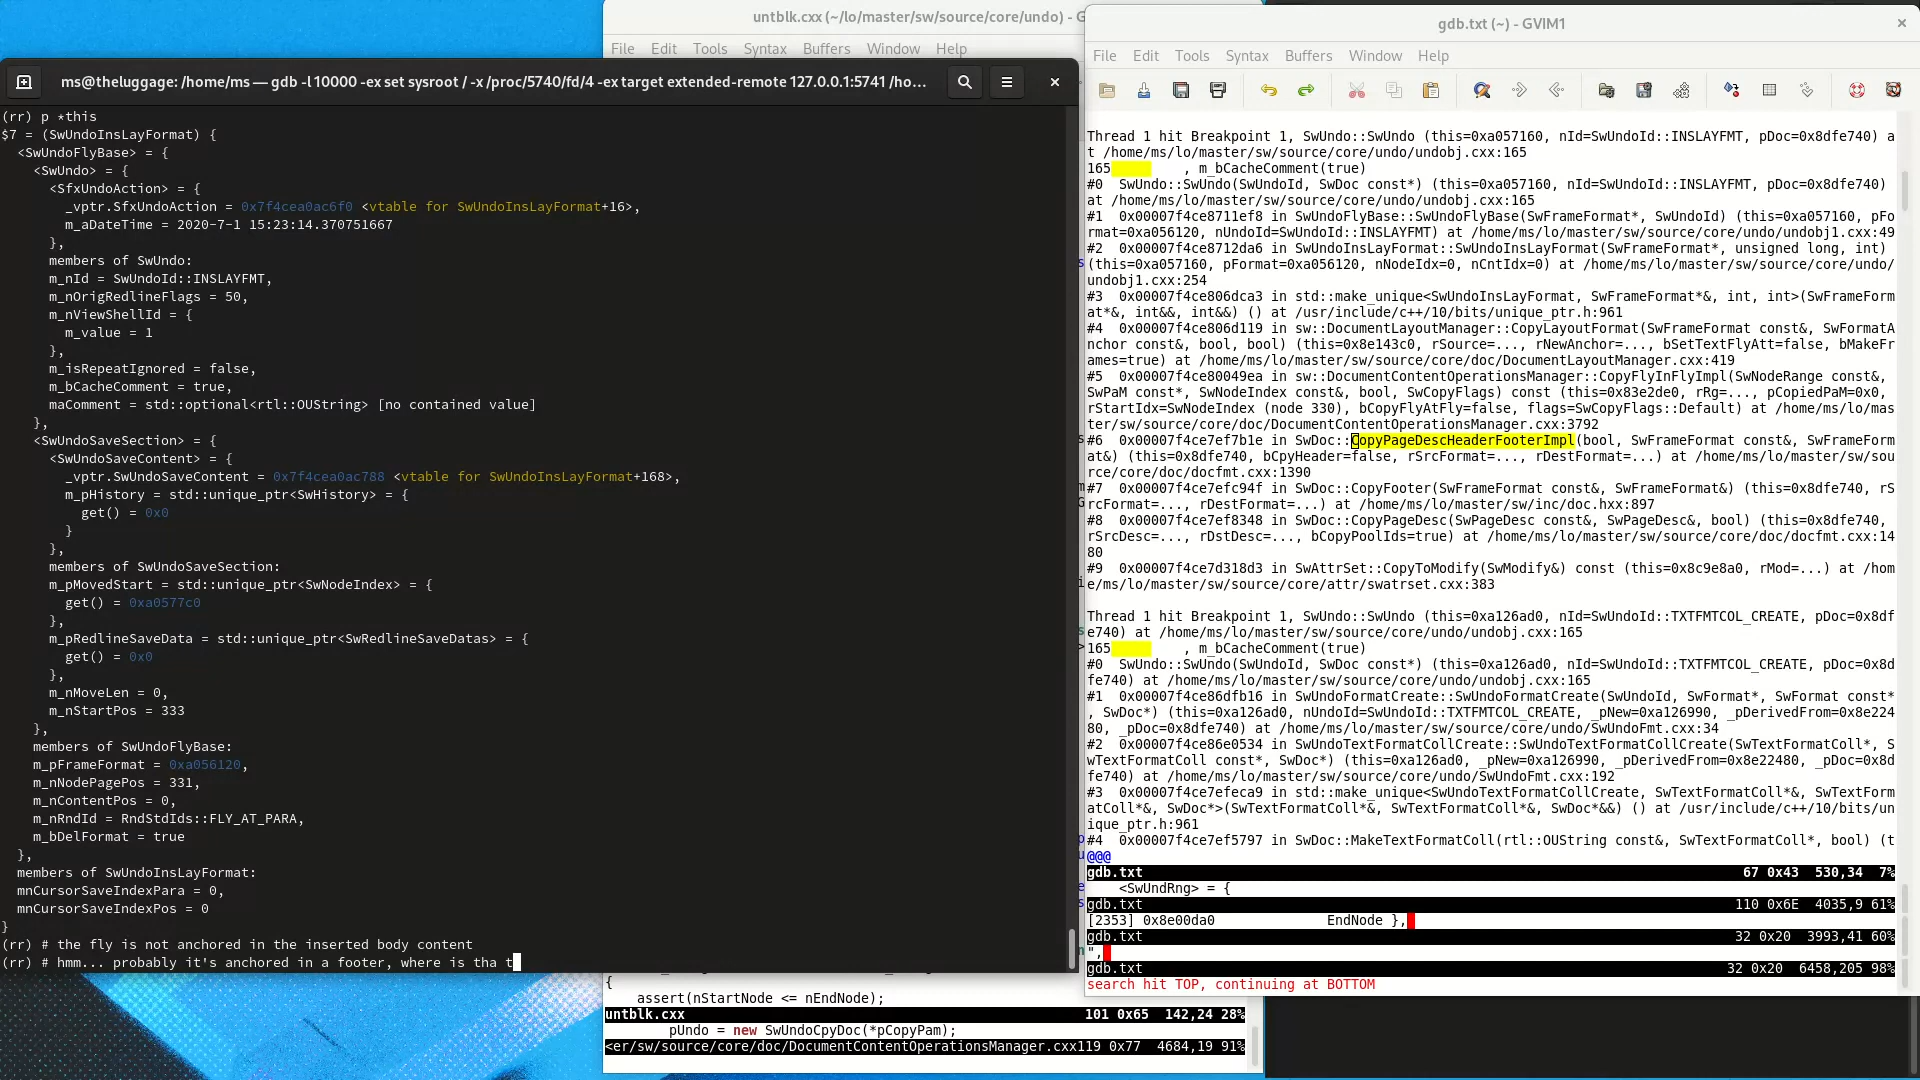 untblk.cxx (~/lo/master/sw/source/core/undo) - G
File Edit Tools Syntax Buffers Window Help
ms@theluggage: /home/ms — gdb -l 10000 -ex set sysroot / -x /proc/5740/fd/4 -ex target extended-remote 127.0.0.1:5741 /ho...
(rr) p *this
$7 = (SwUndoInsLayFormat) {
  <SwUndoFlyBase> = {
    <SwUndo> = {
      <SfxUndoAction> = {
        _vptr.SfxUndoAction = 0x7f4cea0ac6f0 <vtable for SwUndoInsLayFormat+16>,
        m_aDateTime = 2020-7-1 15:23:14.370751667
      },
      members of SwUndo:
      m_nId = SwUndoId::INSLAYFMT,
      m_nOrigRedlineFlags = 50,
      m_nViewShellId = {
        m_value = 1
      },
      m_isRepeatIgnored = false,
      m_bCacheComment = true,
      maComment = std::optional<rtl::OUString> [no contained value]
    },
    <SwUndoSaveSection> = {
      <SwUndoSaveContent> = {
        _vptr.SwUndoSaveContent = 0x7f4cea0ac788 <vtable for SwUndoInsLayFormat+168>,
        m_pHistory = std::unique_ptr<SwHistory> = {
          get() = 0x0
        }
      },
      members of SwUndoSaveSection:
      m_pMovedStart = std::unique_ptr<SwNodeIndex> = {
        get() = 0xa0577c0
      },
      m_pRedlineSaveData = std::unique_ptr<SwRedlineSaveDatas> = {
        get() = 0x0
      },
      m_nMoveLen = 0,
      m_nStartPos = 333
    },
    members of SwUndoFlyBase:
    m_pFrameFormat = 0xa056120,
    m_nNodePagePos = 331,
    m_nContentPos = 0,
    m_nRndId = RndStdIds::FLY_AT_PARA,
    m_bDelFormat = true
  },
  members of SwUndoInsLayFormat:
  mnCursorSaveIndexPara = 0,
  mnCursorSaveIndexPos = 0
}
(rr) # the fly is not anchored in the inserted body content
(rr) # hmm... probably it's anchored in a footer, where is tha t
{
    assert(nStartNode <= nEndNode);
untblk.cxx 101 0x65 142,24 28%
        pUndo = new SwUndoCpyDoc(*pCopyPam);
<er/sw/source/core/doc/DocumentContentOperationsManager.cxx119 0x77 4684,19 91%
gdb.txt (~) - GVIM1
File Edit Tools Syntax Buffers Window Help
Thread 1 hit Breakpoint 1, SwUndo::SwUndo (this=0xa057160, nId=SwUndoId::INSLAYFMT, pDoc=0x8dfe740) a
t /home/ms/lo/master/sw/source/core/undo/undobj.cxx:165
165         , m_bCacheComment(true)
#0  SwUndo::SwUndo(SwUndoId, SwDoc const*) (this=0xa057160, nId=SwUndoId::INSLAYFMT, pDoc=0x8dfe740)
at /home/ms/lo/master/sw/source/core/undo/undobj.cxx:165
#1  0x00007f4ce8711ef8 in SwUndoFlyBase::SwUndoFlyBase(SwFrameFormat*, SwUndoId) (this=0xa057160, pFo
rmat=0xa056120, nUndoId=SwUndoId::INSLAYFMT) at /home/ms/lo/master/sw/source/core/undo/undobj1.cxx:49
#2  0x00007f4ce8712da6 in SwUndoInsLayFormat::SwUndoInsLayFormat(SwFrameFormat*, unsigned long, int)
(this=0xa057160, pFormat=0xa056120, nNodeIdx=0, nCntIdx=0) at /home/ms/lo/master/sw/source/core/undo/
undobj1.cxx:254
#3  0x00007f4ce806dca3 in std::make_unique<SwUndoInsLayFormat, SwFrameFormat*&, int, int>(SwFrameForm
at*&, int&&, int&&) () at /usr/include/c++/10/bits/unique_ptr.h:961
#4  0x00007f4ce806d119 in sw::DocumentLayoutManager::CopyLayoutFormat(SwFrameFormat const&, SwFormatA
nchor const&, bool, bool) (this=0x8e143c0, rSource=..., rNewAnchor=..., bSetTextFlyAtt=false, bMakeFr
ames=true) at /home/ms/lo/master/sw/source/core/doc/DocumentLayoutManager.cxx:419
#5  0x00007f4ce80049ea in sw::DocumentContentOperationsManager::CopyFlyInFlyImpl(SwNodeRange const&,
SwPaM const*, SwNodeIndex const&, bool, SwCopyFlags) const (this=0x83e2de0, rRg=..., pCopiedPaM=0x0,
rStartIdx=SwNodeIndex (node 330), bCopyFlyAtFly=false, flags=SwCopyFlags::Default) at /home/ms/lo/mas
ter/sw/source/core/doc/DocumentContentOperationsManager.cxx:3792
#6  0x00007f4ce7ef7b1e in SwDoc::CopyPageDescHeaderFooterImpl(bool, SwFrameFormat const&, SwFrameForm
at&) (this=0x8dfe740, bCpyHeader=false, rSrcFormat=..., rDestFormat=...) at /home/ms/lo/master/sw/sou
rce/core/doc/docfmt.cxx:1390
#7  0x00007f4ce7efc94f in SwDoc::CopyFooter(SwFrameFormat const&, SwFrameFormat&) (this=0x8dfe740, rS
rcFormat=..., rDestFormat=...) at /home/ms/lo/master/sw/inc/doc.hxx:897
#8  0x00007f4ce7ef8348 in SwDoc::CopyPageDesc(SwPageDesc const&, SwPageDesc&, bool) (this=0x8dfe740,
rSrcDesc=..., rDstDesc=..., bCopyPoolIds=true) at /home/ms/lo/master/sw/source/core/doc/docfmt.cxx:14
80
#9  0x00007f4ce7d318d3 in SwAttrSet::CopyToModify(SwModify&) const (this=0x8c9e8a0, rMod=...) at /hom
e/ms/lo/master/sw/source/core/attr/swatrset.cxx:383
Thread 1 hit Breakpoint 1, SwUndo::SwUndo (this=0xa126ad0, nId=SwUndoId::TXTFMTCOL_CREATE, pDoc=0x8df
e740) at /home/ms/lo/master/sw/source/core/undo/undobj.cxx:165
165         , m_bCacheComment(true)
#0  SwUndo::SwUndo(SwUndoId, SwDoc const*) (this=0xa126ad0, nId=SwUndoId::TXTFMTCOL_CREATE, pDoc=0x8d
fe740) at /home/ms/lo/master/sw/source/core/undo/undobj.cxx:165
#1  0x00007f4ce86dfb16 in SwUndoFormatCreate::SwUndoFormatCreate(SwUndoId, SwFormat*, SwFormat const*
, SwDoc*) (this=0xa126ad0, nUndoId=SwUndoId::TXTFMTCOL_CREATE, _pNew=0xa126990, _pDerivedFrom=0x8e224
80, _pDoc=0x8dfe740) at /home/ms/lo/master/sw/source/core/undo/SwUndoFmt.cxx:34
#2  0x00007f4ce86e0534 in SwUndoTextFormatCollCreate::SwUndoTextFormatCollCreate(SwTextFormatColl*, S
wTextFormatColl const*, SwDoc*) (this=0xa126ad0, _pNew=0xa126990, _pDerivedFrom=0x8e22480, _pDoc=0x8d
fe740) at /home/ms/lo/master/sw/source/core/undo/SwUndoFmt.cxx:192
#3  0x00007f4ce7efeca9 in std::make_unique<SwUndoTextFormatCollCreate, SwTextFormatColl*&, SwTextForm
atColl*&, SwDoc*>(SwTextFormatColl*&, SwTextFormatColl*&, SwDoc*&&) () at /usr/include/c++/10/bits/un
ique_ptr.h:961
#4  0x00007f4ce7ef5797 in SwDoc::MakeTextFormatColl(rtl::OUString const&, SwTextFormatColl*, bool) (t
@@@
gdb.txt 67 0x43 530,34 7%
    <SwUndRng> = {
gdb.txt 110 0x6E 4035,9 61%
[2353] 0x8e00da0              EndNode },
gdb.txt 32 0x20 3993,41 60%
",
gdb.txt 32 0x20 6458,205 98%
search hit TOP, continuing at BOTTOM